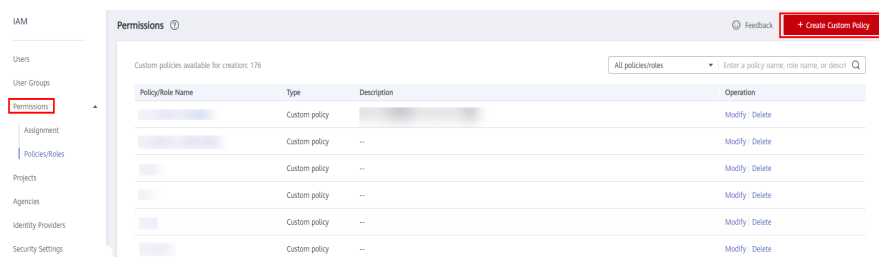 IAM
Permissions
Feedback
+ Create Custom Policy
Users
User Groups
Permissions
Assignment
Policies/Roles
Projects
Agencies
Identity Providers
Security Settings
Custom policies available for creation: 176
All policies/roles
Enter a policy name, role name, or descri
Policy/Role Name Type Description Operation
Custom policy Modify Delete
Custom policy -- Modify Delete
Custom policy -- Modify Delete
Custom policy -- Modify Delete
Custom policy -- Modify Delete
Custom policy -- Modify Delete